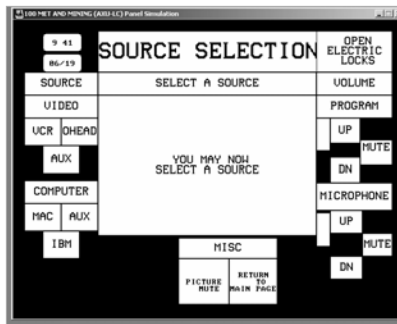 100 MET AND MINING (AXU-LC) Panel Simulation
9 41
06/19
SOURCE SELECTION
OPEN
ELECTRIC
LOCKS
SOURCE
SELECT A SOURCE
VOLUME
VIDEO
PROGRAM
VCR
OHEAD
UP
MUTE
AUX
YOU MAY NOW
SELECT A SOURCE
DN
COMPUTER
MICROPHONE
MAC
AUX
UP
IBM
MISC
MUTE
DN
PICTURE
MUTE
RETURN
TO
MAIN PAGE